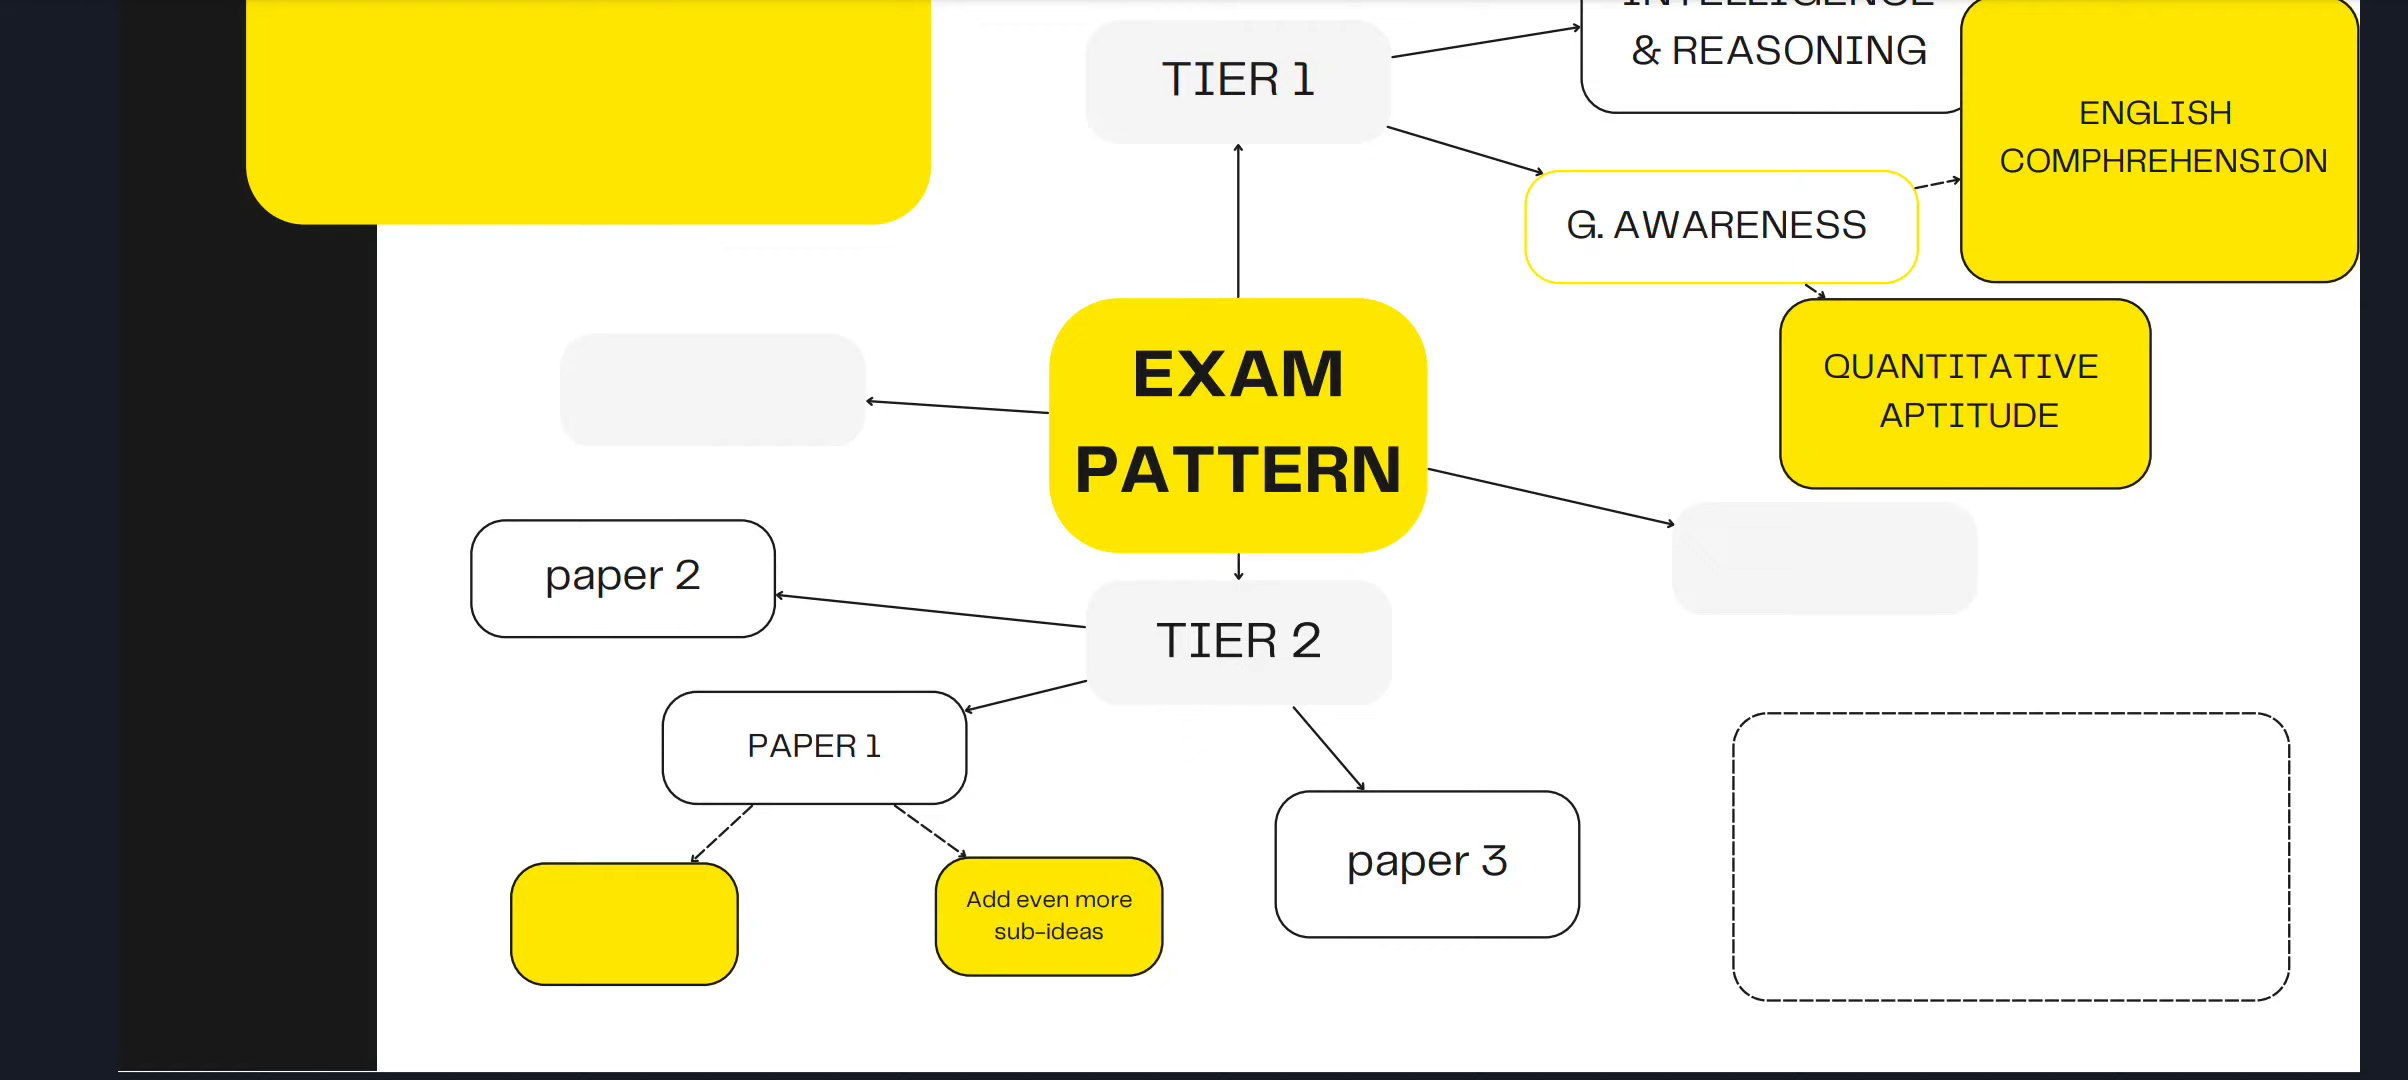 INTELLIGENCE
& REASONING
TIER 1
ENGLISH
COMPHREHENSION
G. AWARENESS
EXAM
PATTERN
QUANTITATIVE
APTITUDE
paper 2
TIER 2
PAPER 1
paper 3
Add even more
sub-ideas